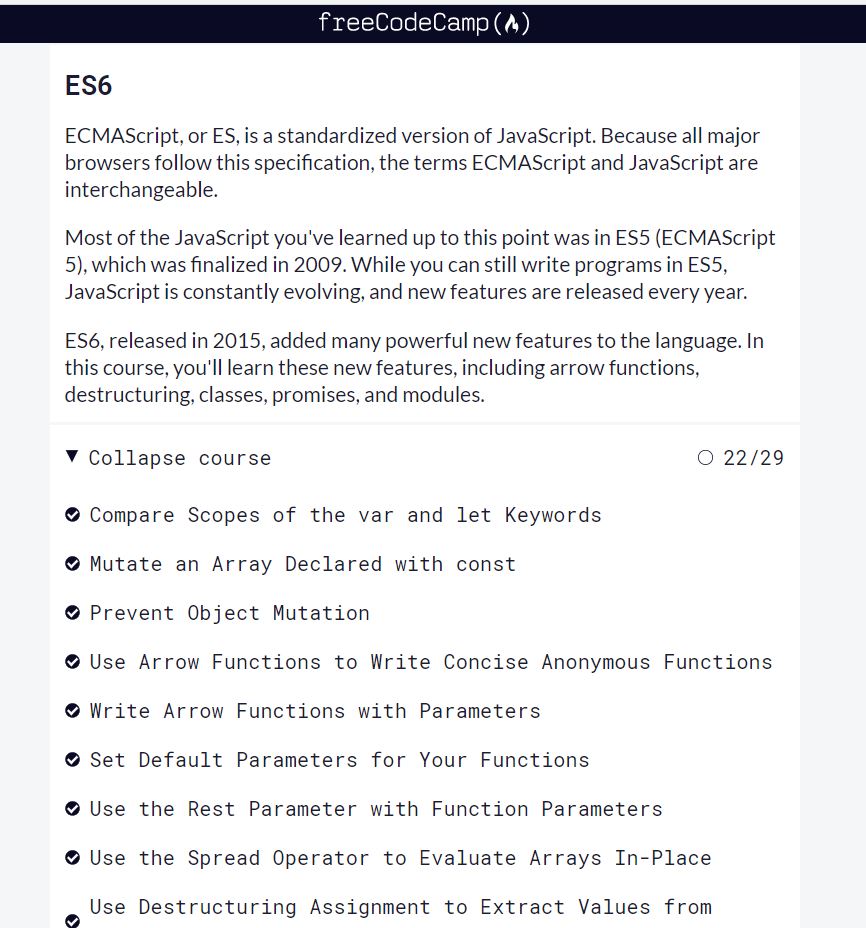 freeCodeCamp(🔥)
ES6
ECMAScript, or ES, is a standardized version of JavaScript. Because all major
browsers follow this specification, the terms ECMAScript and JavaScript are
interchangeable.
Most of the JavaScript you've learned up to this point was in ES5 (ECMAScript
5), which was finalized in 2009. While you can still write programs in ES5,
JavaScript is constantly evolving, and new features are released every year.
ES6, released in 2015, added many powerful new features to the language. In
this course, you'll learn these new features, including arrow functions,
destructuring, classes, promises, and modules.
Collapse course 22/29
Compare Scopes of the var and let Keywords
Mutate an Array Declared with const
Prevent Object Mutation
Use Arrow Functions to Write Concise Anonymous Functions
Write Arrow Functions with Parameters
Set Default Parameters for Your Functions
Use the Rest Parameter with Function Parameters
Use the Spread Operator to Evaluate Arrays In-Place
Use Destructuring Assignment to Extract Values from